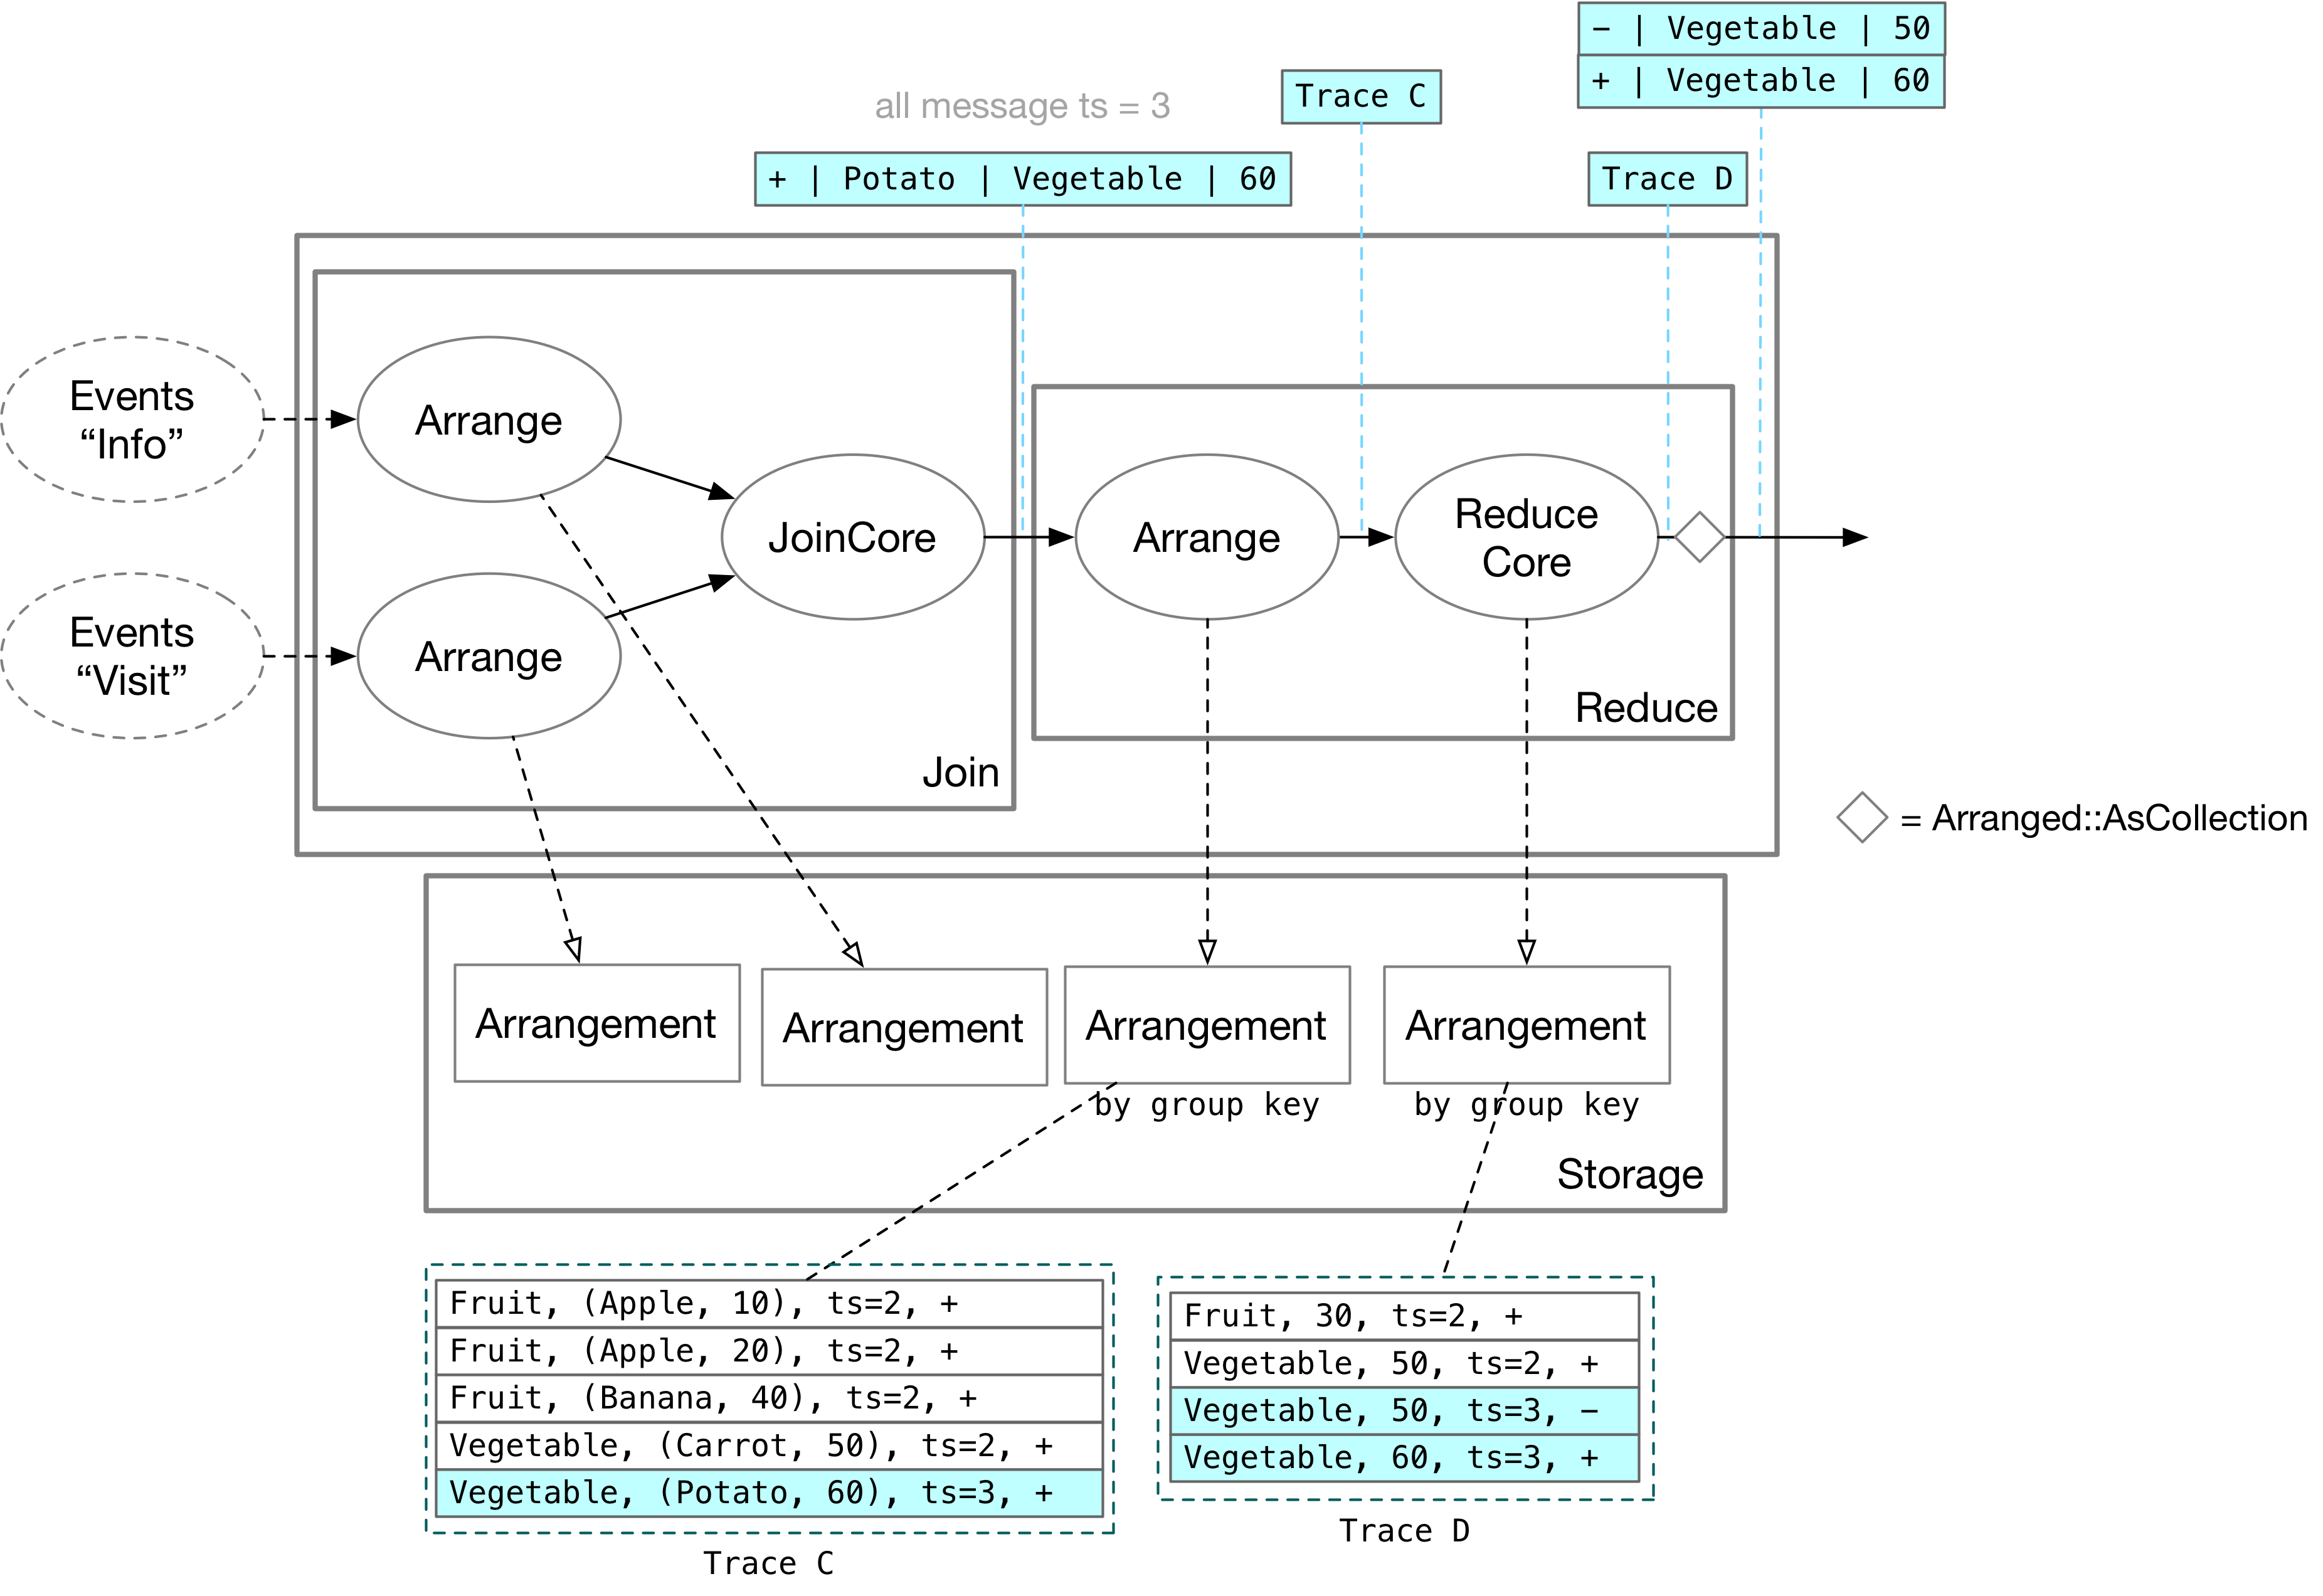 − | Vegetable | 50
+ | Vegetable | 60
all message ts = 3
Trace C
+ | Potato | Vegetable | 60
Trace D
Events
“Info”
Arrange
Events
“Visit”
Arrange
JoinCore
Join
Arrange
Reduce
Core
Reduce
= Arranged::AsCollection
Arrangement
Arrangement
Arrangement
by group key
Arrangement
by group key
Storage
Fruit, (Apple, 10), ts=2, +
Fruit, (Apple, 20), ts=2, +
Fruit, (Banana, 40), ts=2, +
Vegetable, (Carrot, 50), ts=2, +
Vegetable, (Potato, 60), ts=3, +
Trace C
Fruit, 30, ts=2, +
Vegetable, 50, ts=2, +
Vegetable, 50, ts=3, −
Vegetable, 60, ts=3, +
Trace D